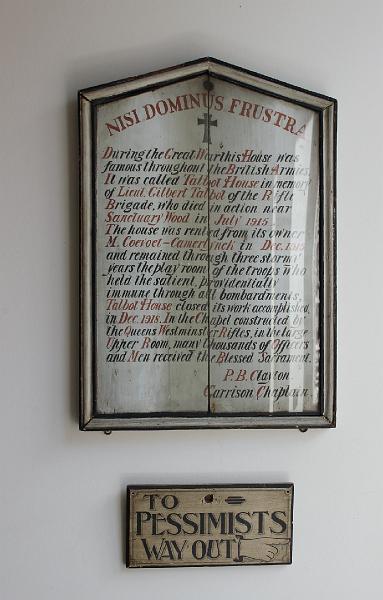 NISI DOMINUS FRUSTRA
During the Great War this House was
famous throughout the British Armies.
It was called Talbot House in memory
of Lieut. Gilbert Talbot of the Rifle
Brigade, who died in action near
Sanctuary Wood in July 1915.
The house was rented from its owner
M. Coevoet-Camerlynck in Dec. 1915
and remained through three stormy
years the play room of the troops who
held the salient, providentially
immune through all bombardments.
Talbot House closed its work accomplished,
in Dec. 1918. In the Chapel constructed by
the Queens Westminster Rifles, in the large
Upper Room, many thousands of Officers
and Men received the Blessed Sacrament.
P. B. Clayton
Garrison Chaplain.
TO
PESSIMISTS
WAY OUT